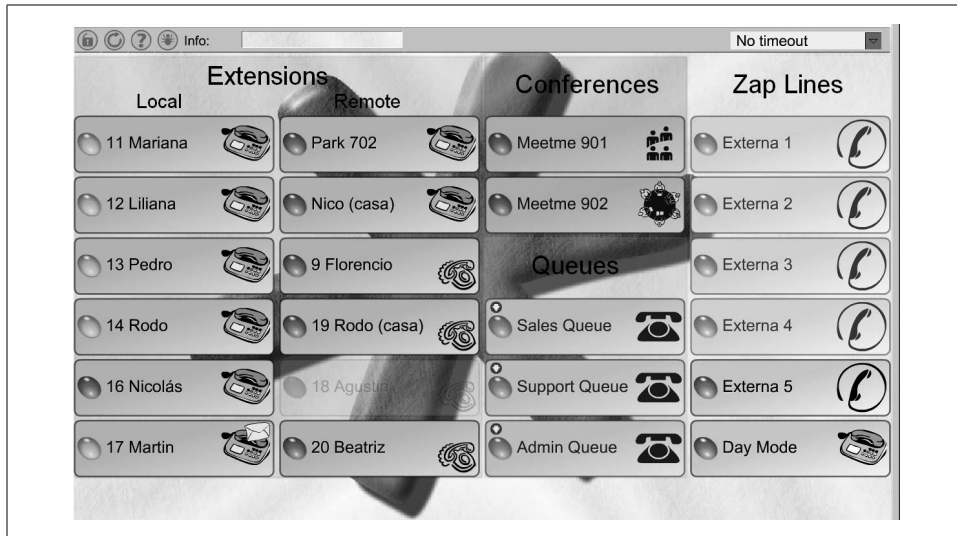 Info:
No timeout
Extensions
Conferences
Zap Lines
Local
Remote
11 Mariana
Park 702
Meetme 901
Externa 1
12 Liliana
Nico (casa)
Meetme 902
Externa 2
13 Pedro
9 Florencio
Queues
Externa 3
14 Rodo
19 Rodo (casa)
Sales Queue
Externa 4
16 Nicolás
18 Agustin
Support Queue
Externa 5
17 Martin
20 Beatriz
Admin Queue
Day Mode